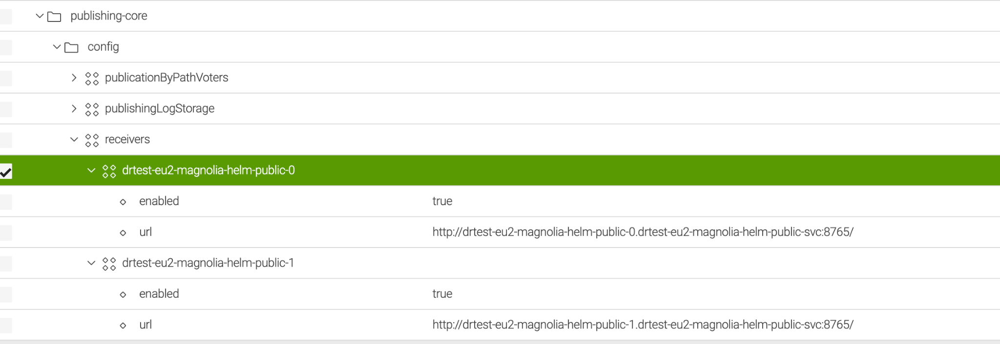 publishing-core
config
publicationByPathVoters
publishingLogStorage
receivers
drtest-eu2-magnolia-helm-public-0
enabled true
url http://drtest-eu2-magnolia-helm-public-0.drtest-eu2-magnolia-helm-public-svc:8765/
drtest-eu2-magnolia-helm-public-1
enabled true
url http://drtest-eu2-magnolia-helm-public-1.drtest-eu2-magnolia-helm-public-svc:8765/